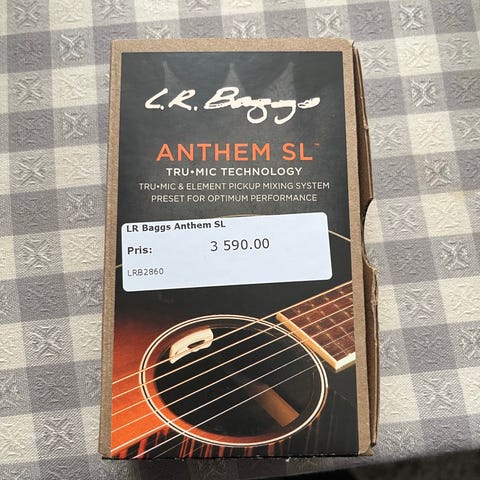 L.R. Baggs
ANTHEM SL™
TRU•MIC TECHNOLOGY
TRU•MIC & ELEMENT PICKUP MIXING SYSTEM
PRESET FOR OPTIMUM PERFORMANCE
LR Baggs Anthem SL
Pris: 3 590.00
LRB2860